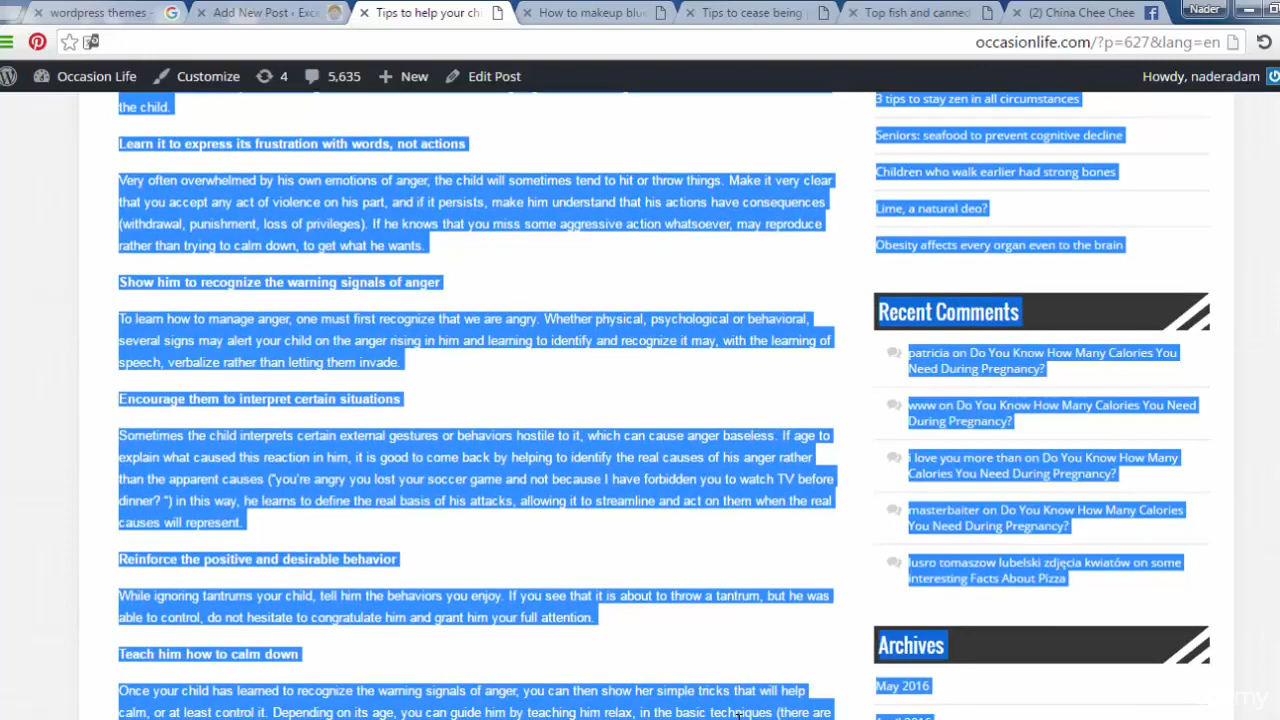 wordpress themes -
Add New Post ‹ Exce
Tips to help your chi
How to makeup blue
Tips to cease being
Top fish and canned
(2) China Chee Chee
Nader
occasionlife.com/?p=627&lang=en
Occasion Life
Customize
4
5,635
New
Edit Post
Howdy, naderadam
the child.
Learn it to express its frustration with words, not actions
Very often overwhelmed by his own emotions of anger, the child will sometimes tend to hit or throw things. Make it very clear
that you accept any act of violence on his part, and if it persists, make him understand that his actions have consequences
(withdrawal, punishment, loss of privileges). If he knows that you miss some aggressive action whatsoever, may reproduce
rather than trying to calm down, to get what he wants.
Show him to recognize the warning signals of anger
To learn how to manage anger, one must first recognize that we are angry. Whether physical, psychological or behavioral,
several signs may alert your child on the anger rising in him and learning to identify and recognize it may, with the learning of
speech, verbalize rather than letting them invade.
Encourage them to interpret certain situations
Sometimes the child interprets certain external gestures or behaviors hostile to it, which can cause anger baseless. If age to
explain what caused this reaction in him, it is good to come back by helping to identify the real causes of his anger rather
than the apparent causes ("you're angry you lost your soccer game and not because I have forbidden you to watch TV before
dinner? ") in this way, he learns to define the real basis of his attacks, allowing it to streamline and act on them when the real
causes will represent.
Reinforce the positive and desirable behavior
While ignoring tantrums your child, tell him the behaviors you enjoy. If you see that it is about to throw a tantrum, but he was
able to control, do not hesitate to congratulate him and grant him your full attention.
Teach him how to calm down
Once your child has learned to recognize the warning signals of anger, you can then show her simple tricks that will help
calm, or at least control it. Depending on its age, you can guide him by teaching him relax, in the basic techniques (there are
3 tips to stay zen in all circumstances
Seniors: seafood to prevent cognitive decline
Children who walk earlier had strong bones
Lime, a natural deo?
Obesity affects every organ even to the brain
Recent Comments
patricia on Do You Know How Many Calories You
Need During Pregnancy?
www on Do You Know How Many Calories You Need
During Pregnancy?
i love you more than on Do You Know How Many
Calories You Need During Pregnancy?
masterbaiter on Do You Know How Many Calories
You Need During Pregnancy?
lusro tomaszow lubelski zdjęcia kwiatów on some
interesting Facts About Pizza
Archives
May 2016